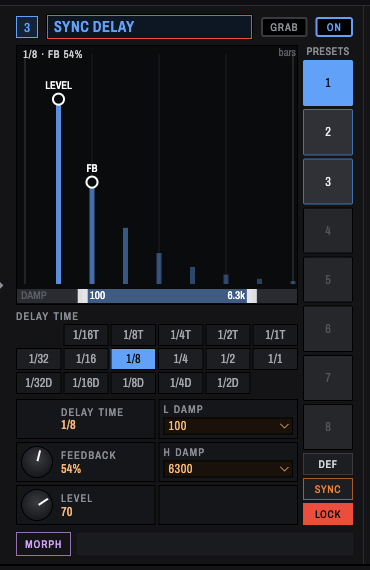 3 SYNC DELAY GRAB ON
1/8 · FB 54% bars PRESETS
LEVEL
FB
1
2
3
4
5
6
7
8
DAMP 100 6.3k
DELAY TIME
1/16T 1/8T 1/4T 1/2T 1/1T
1/32 1/16 1/8 1/4 1/2 1/1
1/32D 1/16D 1/8D 1/4D 1/2D
DELAY TIME
1/8
L DAMP
100
FEEDBACK
54%
H DAMP
6300
LEVEL
70
DEF
SYNC
LOCK
MORPH